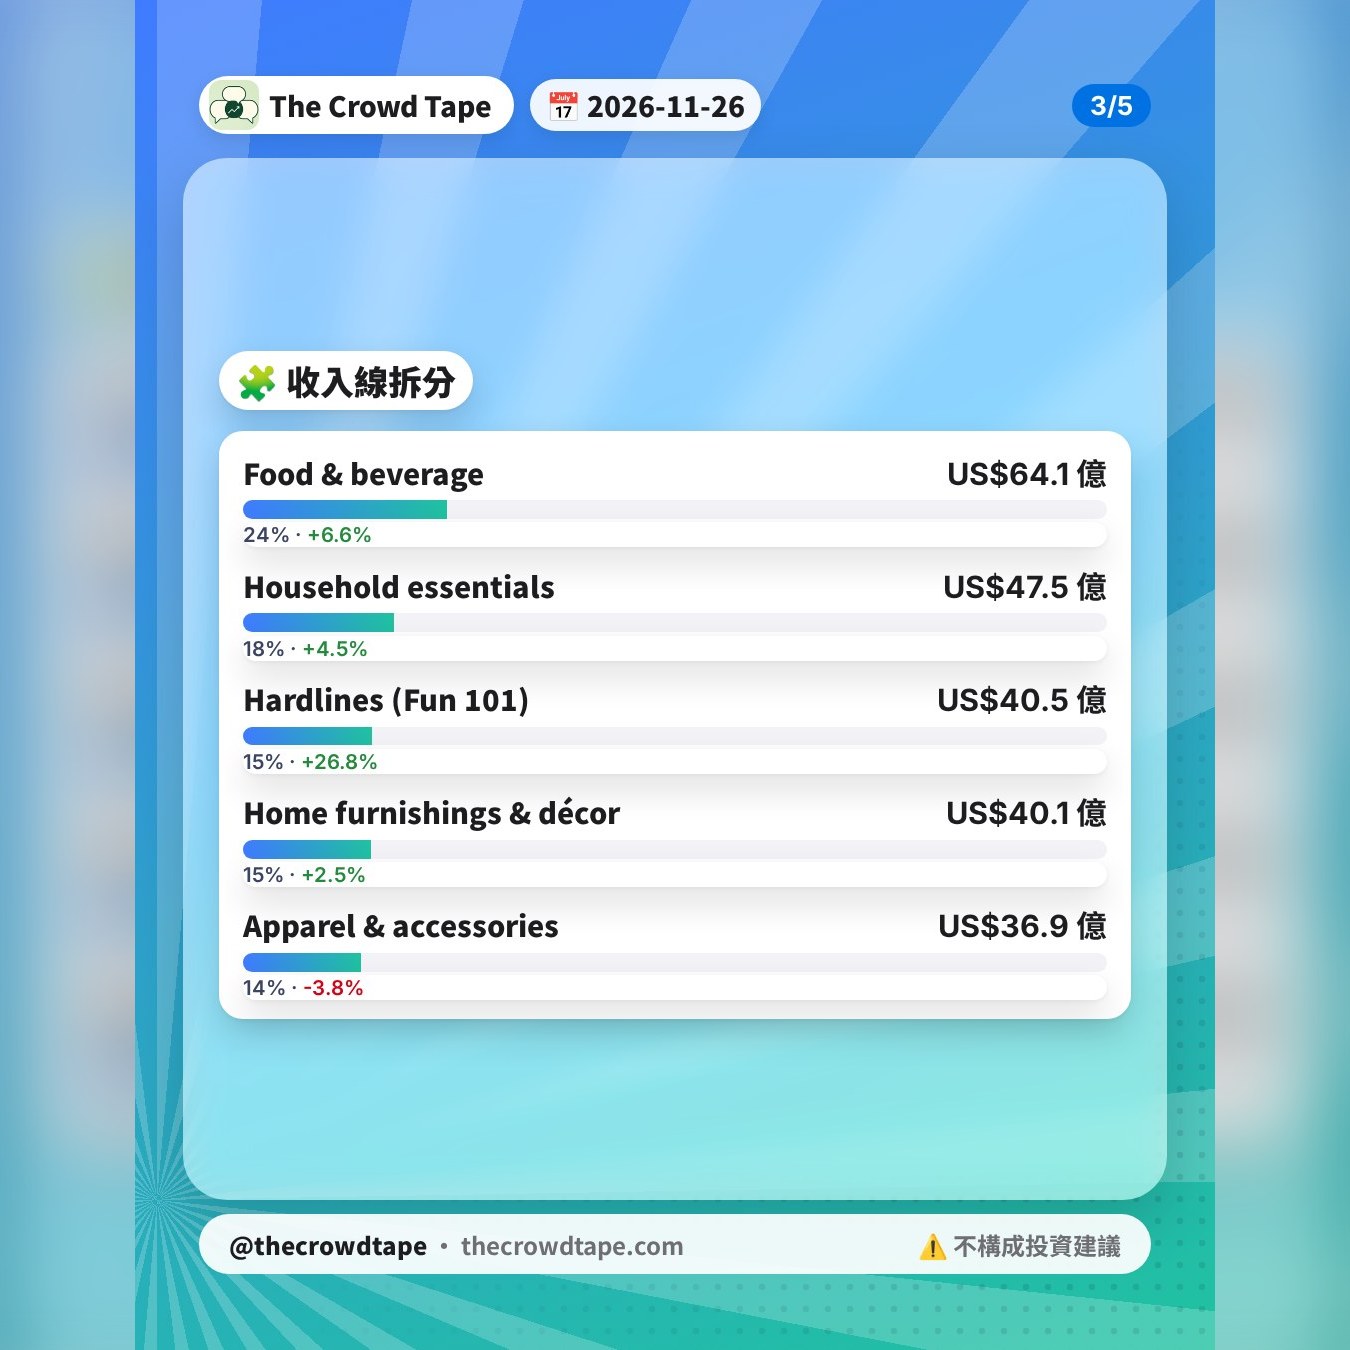 The Crowd Tape
JULY 17 2026-11-26
3/5
收入線拆分
Food & beverage US$64.1 億
24% · +6.6%
Household essentials US$47.5 億
18% · +4.5%
Hardlines (Fun 101) US$40.5 億
15% · +26.8%
Home furnishings & décor US$40.1 億
15% · +2.5%
Apparel & accessories US$36.9 億
14% · -3.8%
@thecrowdtape • thecrowdtape.com
不構成投資建議